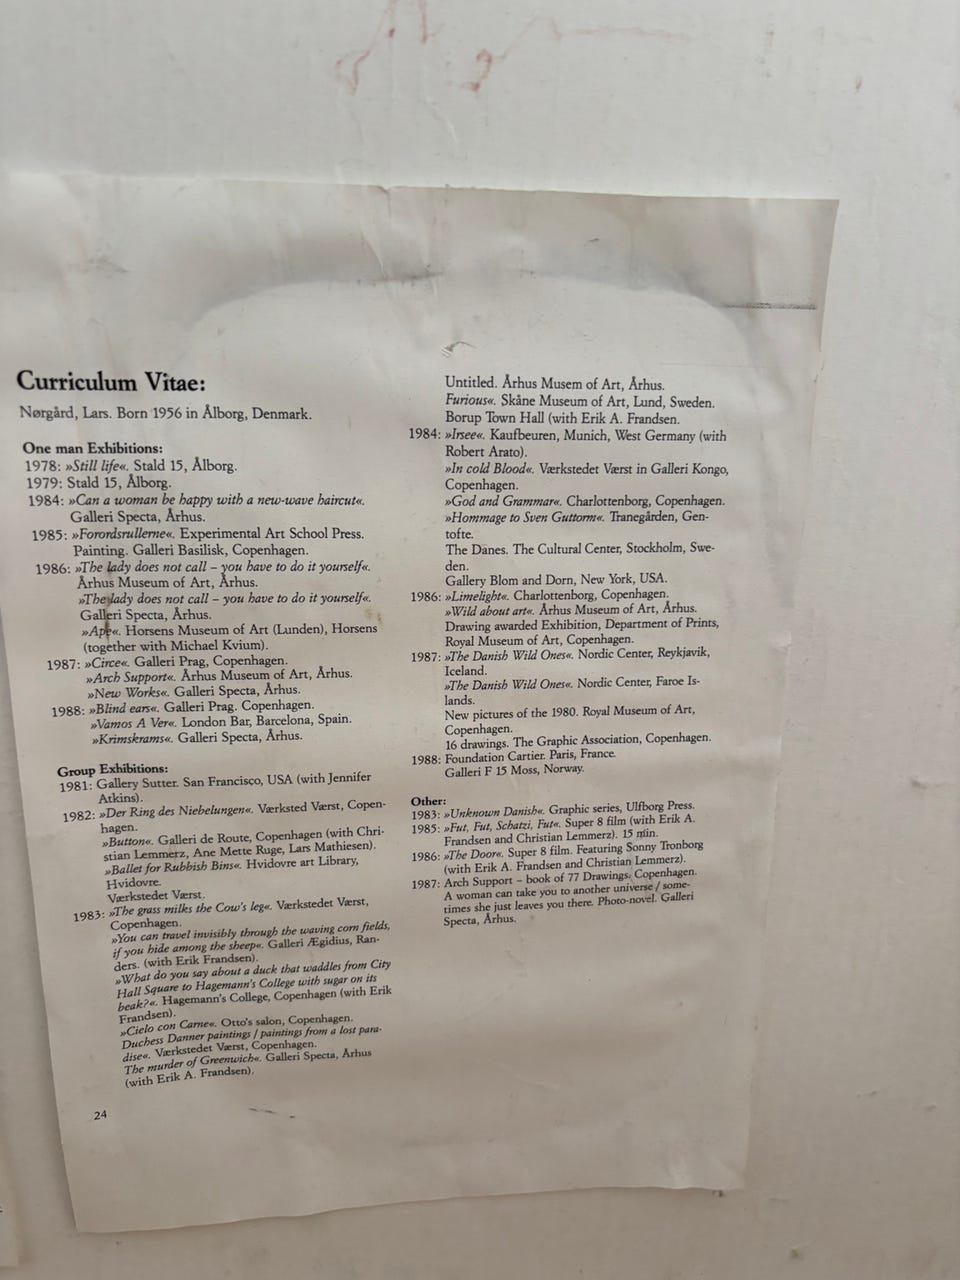 Curriculum Vitae:
Nørgård, Lars. Born 1956 in Ålborg, Denmark.
One man Exhibitions:
1978: »Still life«. Stald 15, Ålborg.
1979: Stald 15, Ålborg.
1984: »Can a woman be happy with a new-wave haircut«.
Galleri Specta, Århus.
1985: »Forordsrullerne«. Experimental Art School Press.
Painting. Galleri Basilisk, Copenhagen.
1986: »The lady does not call – you have to do it yourself«.
Århus Museum of Art, Århus.
»The lady does not call – you have to do it yourself«.
Galleri Specta, Århus.
»Ape«. Horsens Museum of Art (Lunden), Horsens
(together with Michael Kvium).
1987: »Circe«. Galleri Prag, Copenhagen.
»Arch Support«. Århus Museum of Art, Århus.
»New Works«. Galleri Specta, Århus.
1988: »Blind ears«. Galleri Prag. Copenhagen.
»Vamos A Ver«. London Bar, Barcelona, Spain.
»Krimskrams«. Galleri Specta, Århus.
Group Exhibitions:
1981: Gallery Sutter. San Francisco, USA (with Jennifer
Atkins).
1982: »Der Ring des Niebelungen«. Værksted Værst, Copen-
hagen.
»Button«. Galleri de Route, Copenhagen (with Chri-
stian Lemmerz, Ane Mette Ruge, Lars Mathiesen).
»Ballet for Rubbish Bins«. Hvidovre art Library,
Hvidovre.
Værkstedet Værst.
1983: »The grass milks the Cow's leg«. Værkstedet Værst,
Copenhagen.
»You can travel invisibly through the waving corn fields,
if you hide among the sheep«. Galleri Ægidius, Ran-
ders. (with Erik Frandsen).
»What do you say about a duck that waddles from City
Hall Square to Hagemann's College with sugar on its
beak?«. Hagemann's College, Copenhagen (with Erik
Frandsen).
»Cielo con Carne«. Otto's salon, Copenhagen.
Duchess Danner paintings / paintings from a lost para-
dise«. Værkstedet Værst, Copenhagen.
The murder of Greenwich«. Galleri Specta, Århus
(with Erik A. Frandsen).
24
Untitled. Århus Musem of Art, Århus.
Furious«. Skåne Museum of Art, Lund, Sweden.
Borup Town Hall (with Erik A. Frandsen.
1984: »Irsee«. Kaufbeuren, Munich, West Germany (with
Robert Arato).
»In cold Blood«. Værkstedet Værst in Galleri Kongo,
Copenhagen.
»God and Grammar«. Charlottenborg, Copenhagen.
»Hommage to Sven Guttorm«. Tranegården, Gen-
tofte.
The Danes. The Cultural Center, Stockholm, Swe-
den.
Gallery Blom and Dorn, New York, USA.
1986: »Limelight«. Charlottenborg, Copenhagen.
»Wild about art«. Århus Museum of Art, Århus.
Drawing awarded Exhibition, Department of Prints,
Royal Museum of Art, Copenhagen.
1987: »The Danish Wild Ones«. Nordic Center, Reykjavik,
Iceland.
»The Danish Wild Ones«. Nordic Center, Faroe Is-
lands.
New pictures of the 1980. Royal Museum of Art,
Copenhagen.
16 drawings. The Graphic Association, Copenhagen.
1988: Foundation Cartier. Paris, France.
Galleri F 15 Moss, Norway.
Other:
1983: »Unknown Danish«. Graphic series, Ulfborg Press.
1985: »Fut, Fut, Schatzi, Fut«. Super 8 film (with Erik A.
Frandsen and Christian Lemmerz). 15 min.
1986: »The Door«. Super 8 film. Featuring Sonny Tronborg
(with Erik A. Frandsen and Christian Lemmerz).
1987: Arch Support – book of 77 Drawings. Copenhagen.
A woman can take you to another universe / some-
times she just leaves you there. Photo-novel. Galleri
Specta, Århus.